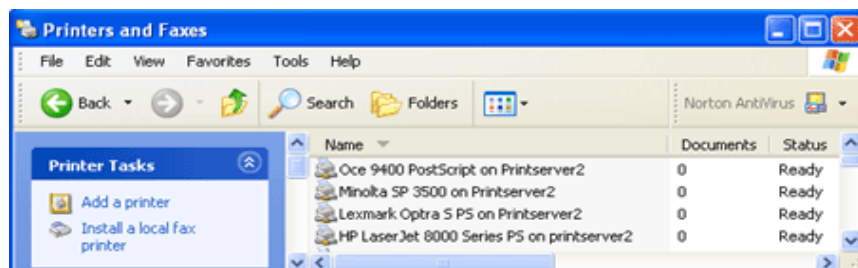 Printers and Faxes
File Edit View Favorites Tools Help
Back Search Folders Norton AntiVirus
Printer Tasks
Add a printer
Install a local fax
printer
Name Documents Status
Oce 9400 PostScript on Printserver2 0 Ready
Minolta SP 3500 on Printserver2 0 Ready
Lexmark Optra S PS on Printserver2 0 Ready
HP LaserJet 8000 Series PS on printserver2 0 Ready